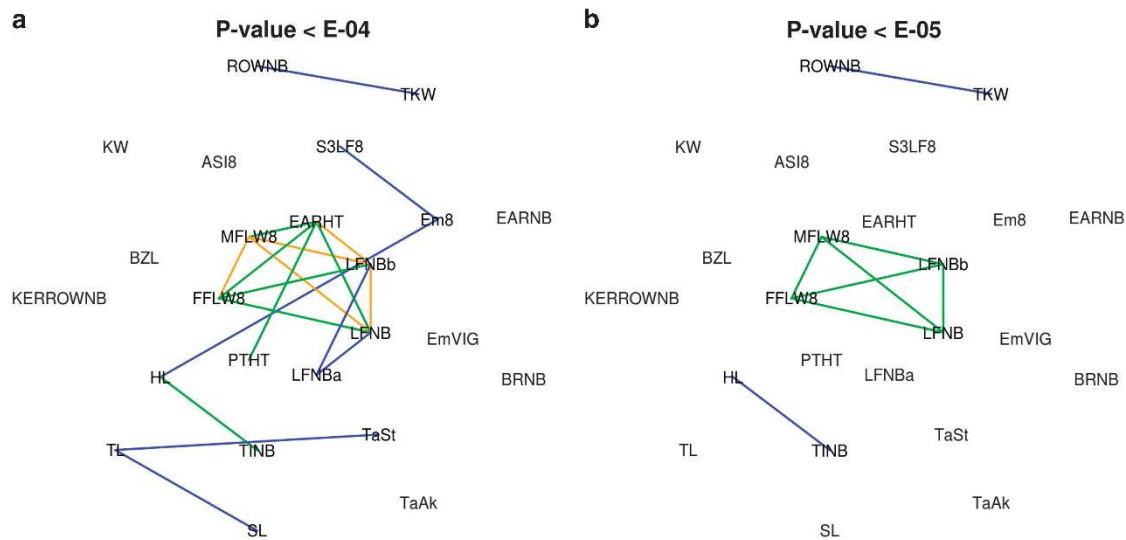 a
P-value < E-04
ROWNB
TKW
KW
ASI8
S3LF8
EARHT
Em8
EARNB
MFLW8
BZL
LFNBb
KERROWNB
FFLW8
LFNB
EmVIG
PTHT
HL
LFNBa
BRNB
TaSt
TL
TINB
TaAk
SL
b
P-value < E-05
ROWNB
TKW
KW
ASI8
S3LF8
EARHT
Em8
EARNB
MFLW8
BZL
LFNBb
KERROWNB
FFLW8
LFNB
EmVIG
PTHT
HL
LFNBa
BRNB
TaSt
TL
TINB
TaAk
SL